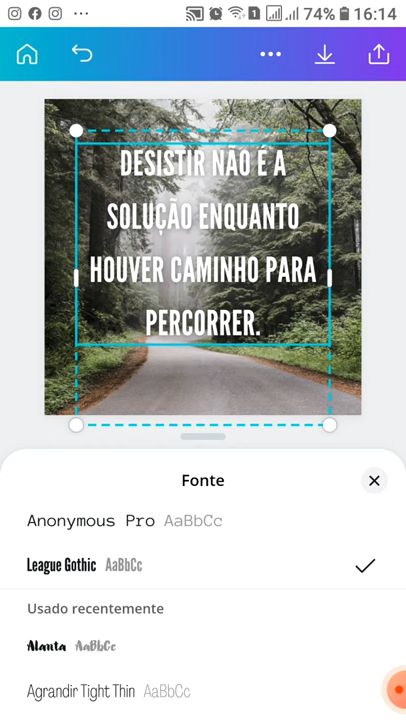 74% 16:14
DESISTIR NÃO É A
SOLUÇÃO ENQUANTO
HOUVER CAMINHO PARA
PERCORRER.
Fonte
Anonymous Pro AaBbCc
League Gothic AaBbCc
Usado recentemente
Alanta AaBbCc
Agrandir Tight Thin AaBbCc